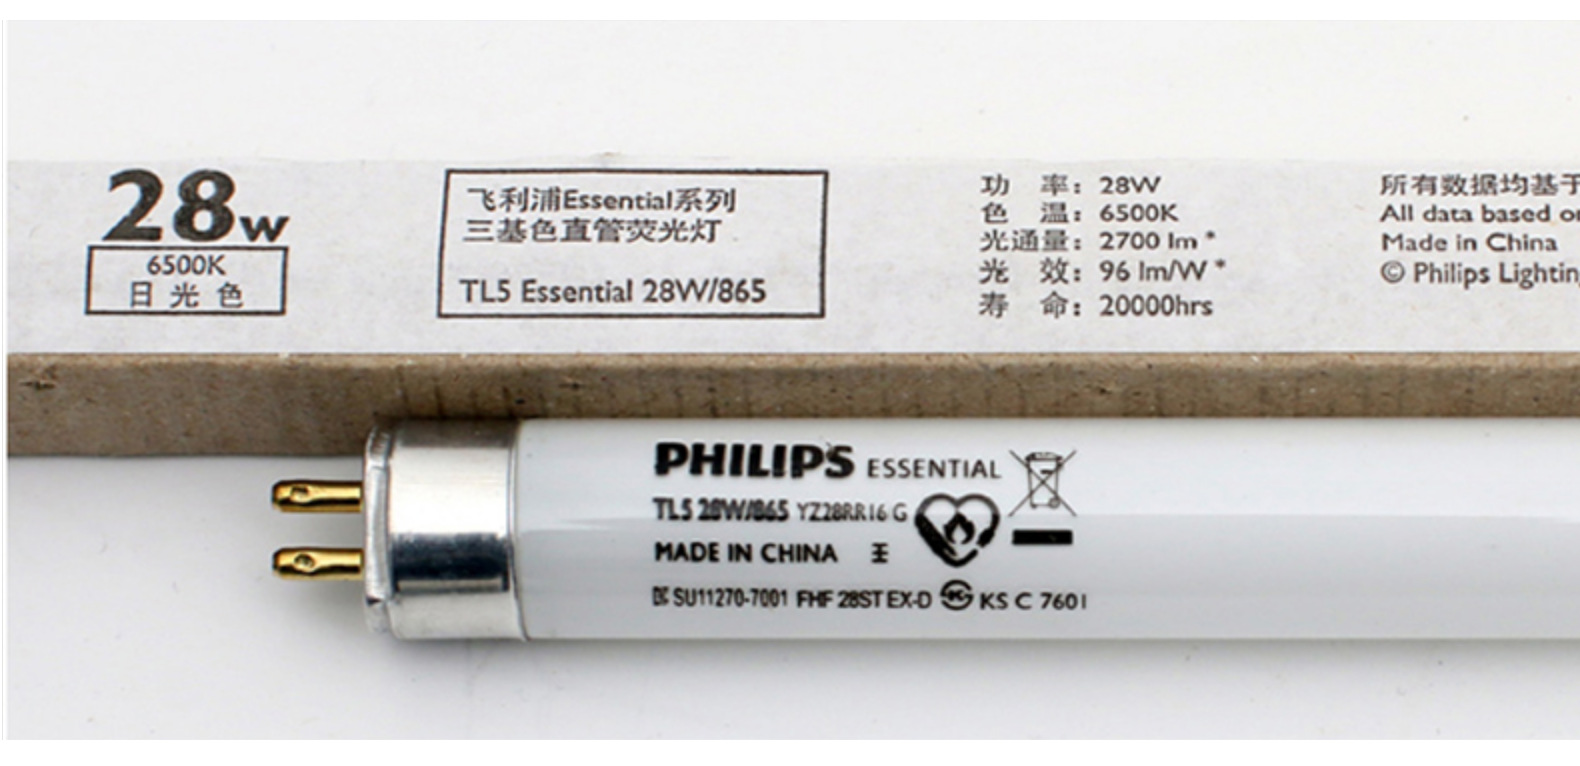 28w
6500K
日光色
飞利浦Essential系列
三基色直管荧光灯
TL5 Essential 28W/865
功 率: 28W
色 温: 6500K
光通量: 2700 lm *
光 效: 96 lm/W *
寿 命: 20000hrs
所有数据均基于
All data based on
Made in China
© Philips Lighting
PHILIPS ESSENTIAL
TL5 28W/865 YZ28RR16 G
MADE IN CHINA
SU11270-7001 FHF 28ST EX-D KS C 7601